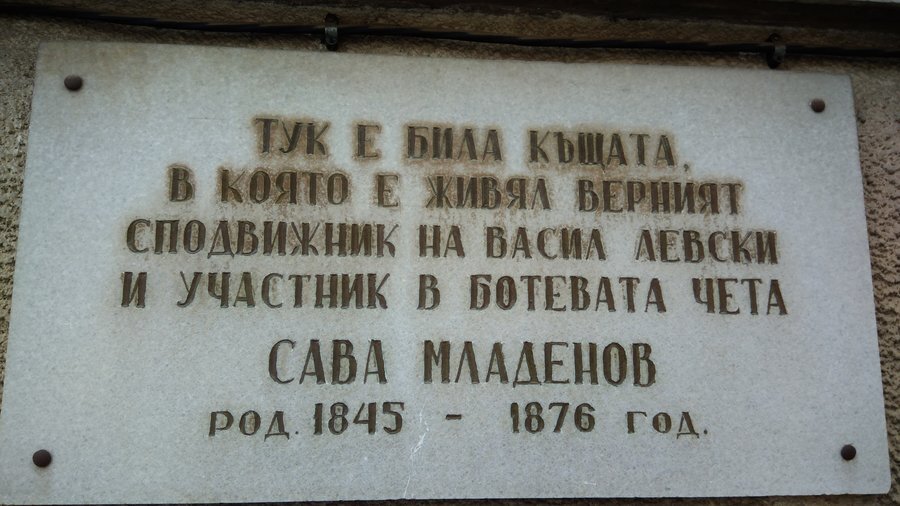 ТУК Е БИЛА КЪЩАТА,
В КОЯТО Е ЖИВЯЛ ВЕРНИЯТ
СПОДВИЖНИК НА ВАСИЛ ЛЕВСКИ
И УЧАСТНИК В БОТЕВАТА ЧЕТА
САВА МЛАДЕНОВ
РОД. 1845 - 1876 ГОД.